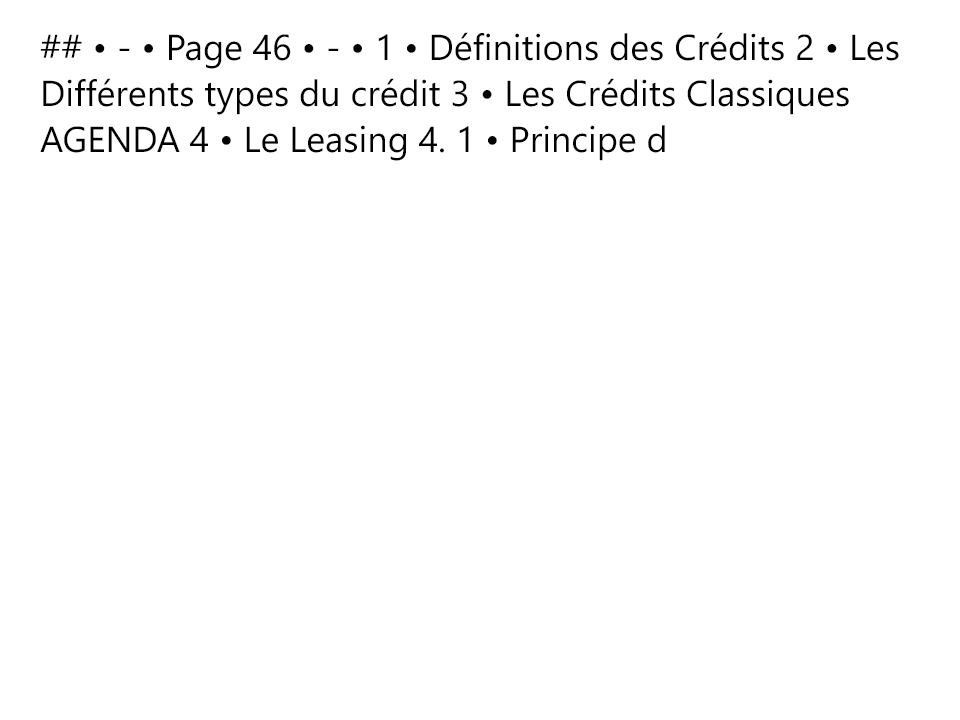 ## • - • Page 46 • - • 1 • Définitions des Crédits 2 • Les
Différents types du crédit 3 • Les Crédits Classiques
AGENDA 4 • Le Leasing 4. 1 • Principe d